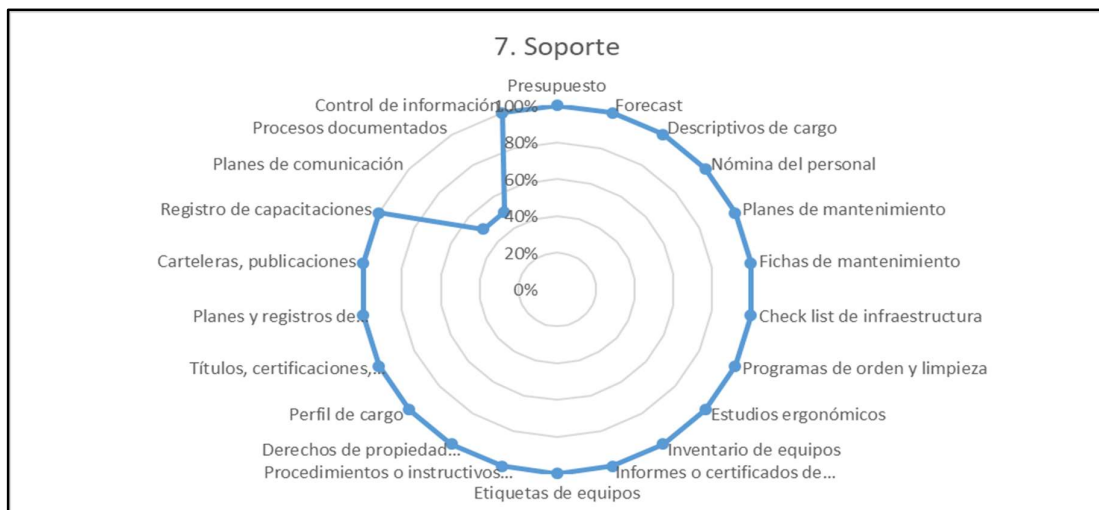 7. Soporte
Presupuesto
Forecast
Descriptivos de cargo
Nómina del personal
Planes de mantenimiento
Fichas de mantenimiento
Check list de infraestructura
Programas de orden y limpieza
Estudios ergonómicos
Inventario de equipos
Informes o certificados de...
Etiquetas de equipos
Procedimientos o instructivos...
Derechos de propiedad...
Perfil de cargo
Títulos, certificaciones,...
Planes y registros de...
Carteleras, publicaciones
Registro de capacitaciones
Planes de comunicación
Procesos documentados
Control de información
100%
80%
60%
40%
20%
0%